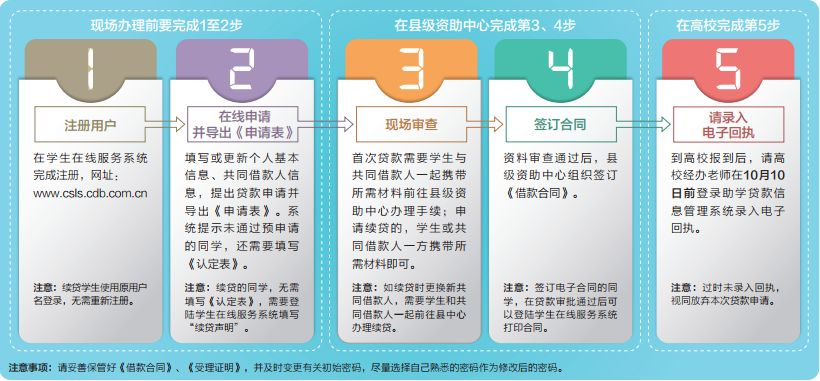 现场办理前要完成1至2步
在县级资助中心完成第3、4步
在高校完成第5步
1
注册用户
在学生在线服务系统
完成注册，网址：
www.csls.cdb.com.cn
注意：续贷学生使用原用户
名登录，无需重新注册。
2
在线申请
并导出《申请表》
填写或更新个人基本
信息、共同借款人信
息，提出贷款申请并
导出《申请表》。系
统提示未通过预申请
的同学，还需要填写
《认定表》。
注意：续贷的同学，无需
填写《认定表》，需要登
陆学生在线服务系统填写
“续贷声明”。
3
现场审查
首次贷款需要学生与
共同借款人一起携带
所需材料前往县级资
助中心办理手续；申
请续贷的，学生或共
同借款人一方携带所
需材料即可。
注意：如续贷时更换新共
同借款人，需要学生和共
同借款人一起前往县中心
办理续贷。
4
签订合同
资料审查通过后，县
级资助中心组织签订
《借款合同》。
注意：签订电子合同的同
学，在贷款审批通过后可
以登陆学生在线服务系统
打印合同。
5
请录入
电子回执
到高校报到后，请高
校经办老师在10月10
日前登录助学贷款信
息管理系统录入电子
回执。
注意：过时未录入回执，
视同放弃本次贷款申请。
注意事项：请妥善保管好《借款合同》、《受理证明》，并及时变更有关初始密码，尽量选择自己熟悉的密码作为修改后的密码。